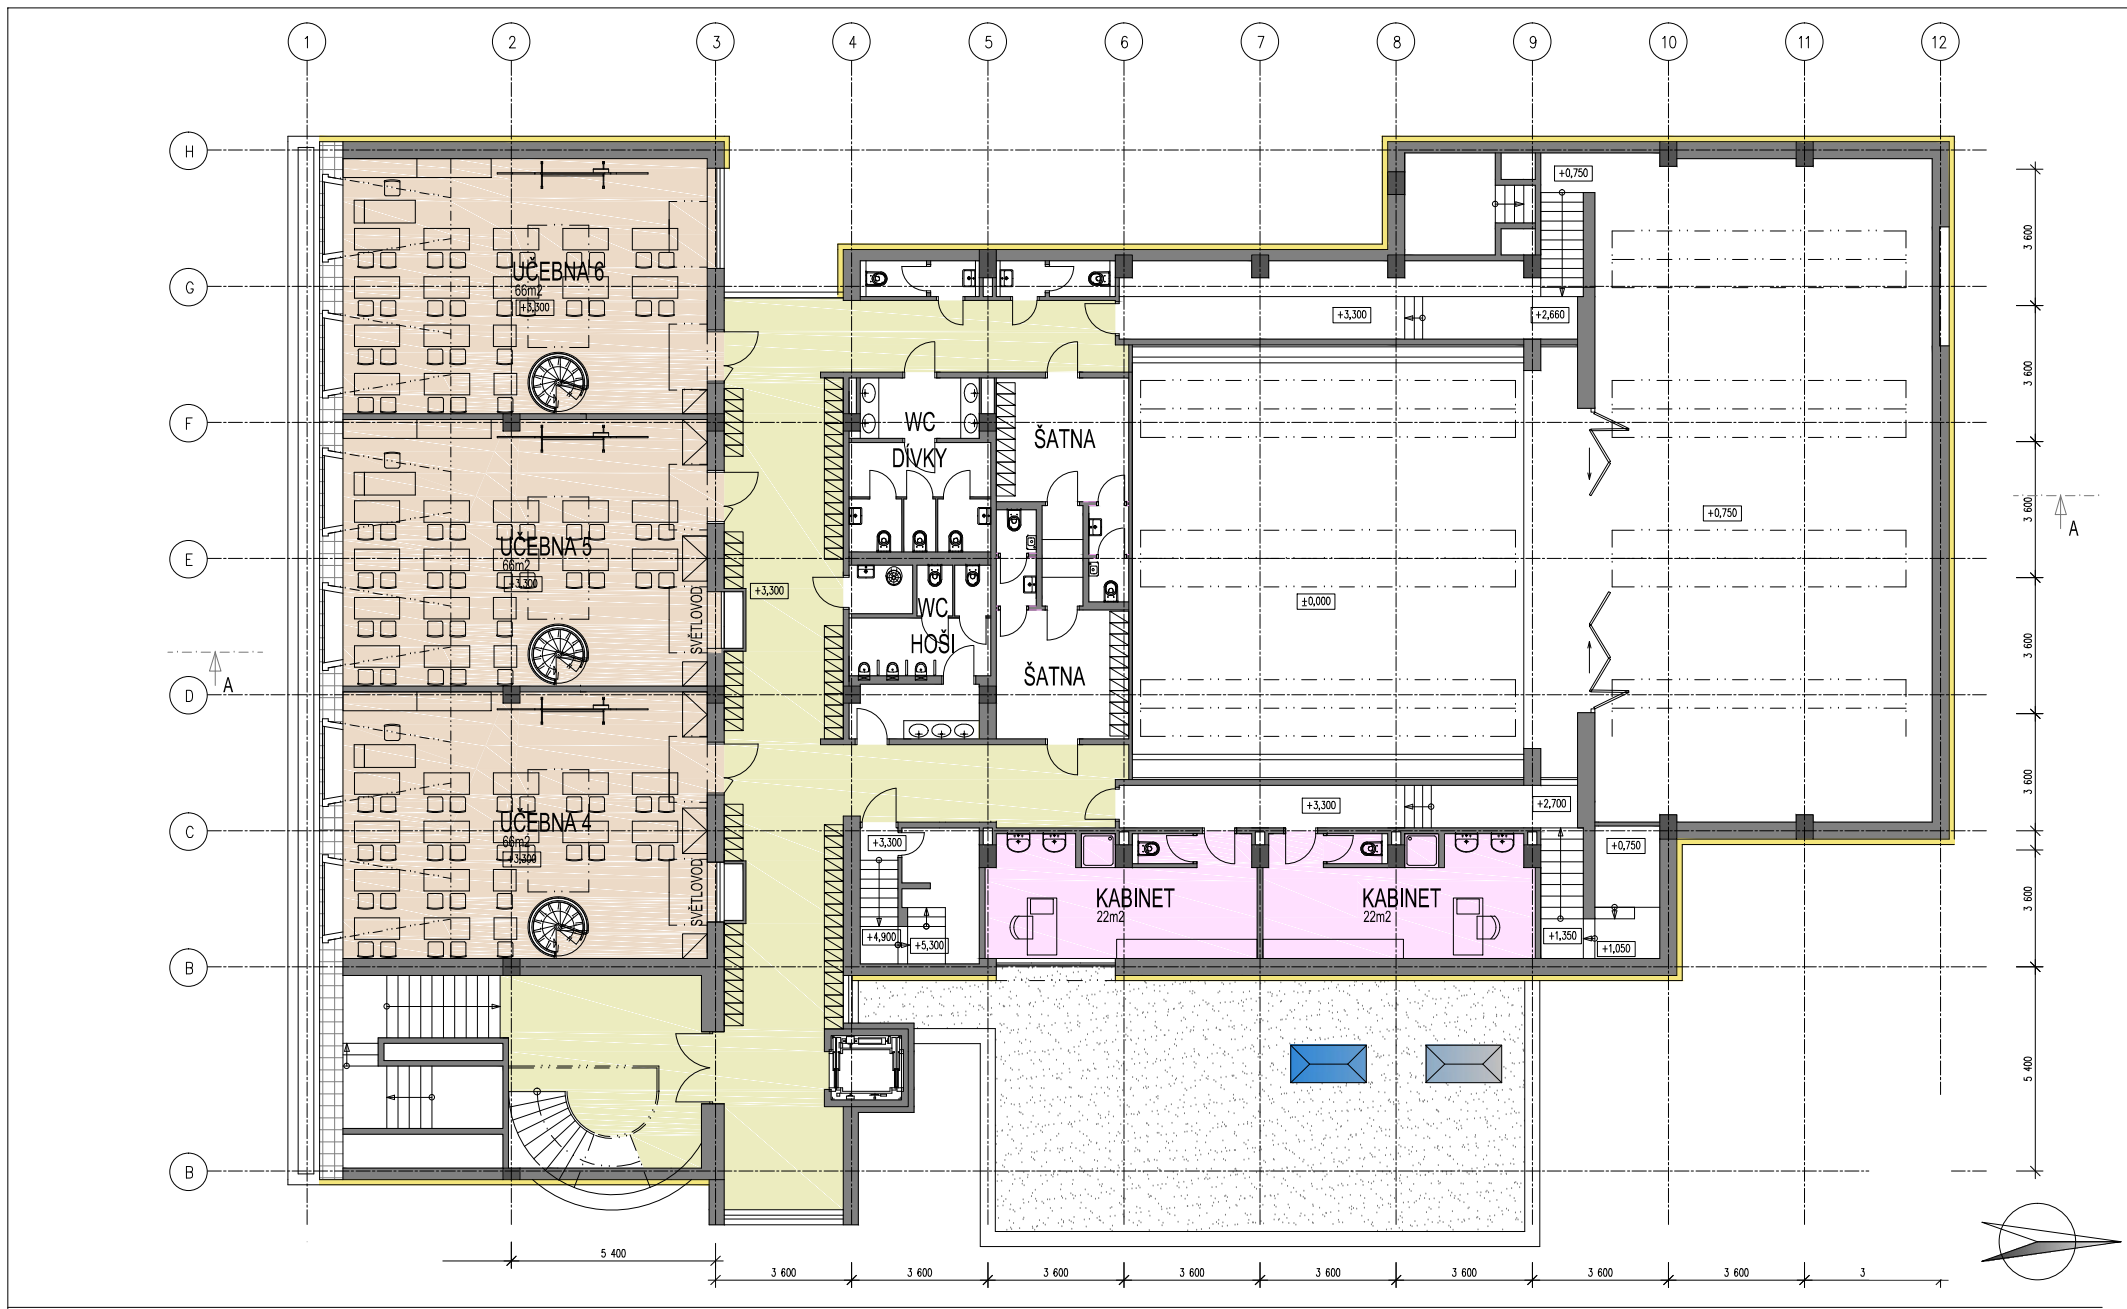 1 2 3 4 5 6 7 8 9 10 11 12
H
+0,750
3 600
G
UČEBNA 6
66m2
+3,300
+3,300
+2,660
3 600
F
WC
DÍVKY
ŠATNA
A
3 600
+0,750
A
E
UČEBNA 5
66m2
+3,300
+3,300
SVĚTLOVOD
WC
HOŠI
±0,000
3 600
A
D
ŠATNA
3 600
C
UČEBNA 4
66m2
+3,300
SVĚTLOVOD
+3,300
+2,700
+3,300
+0,750
KABINET
22m2
KABINET
22m2
3 600
+4,900
+5,300
+1,350
+1,050
B
5 400
B
5 400
3 600 3 600 3 600 3 600 3 600 3 600 3 600 3 600 3